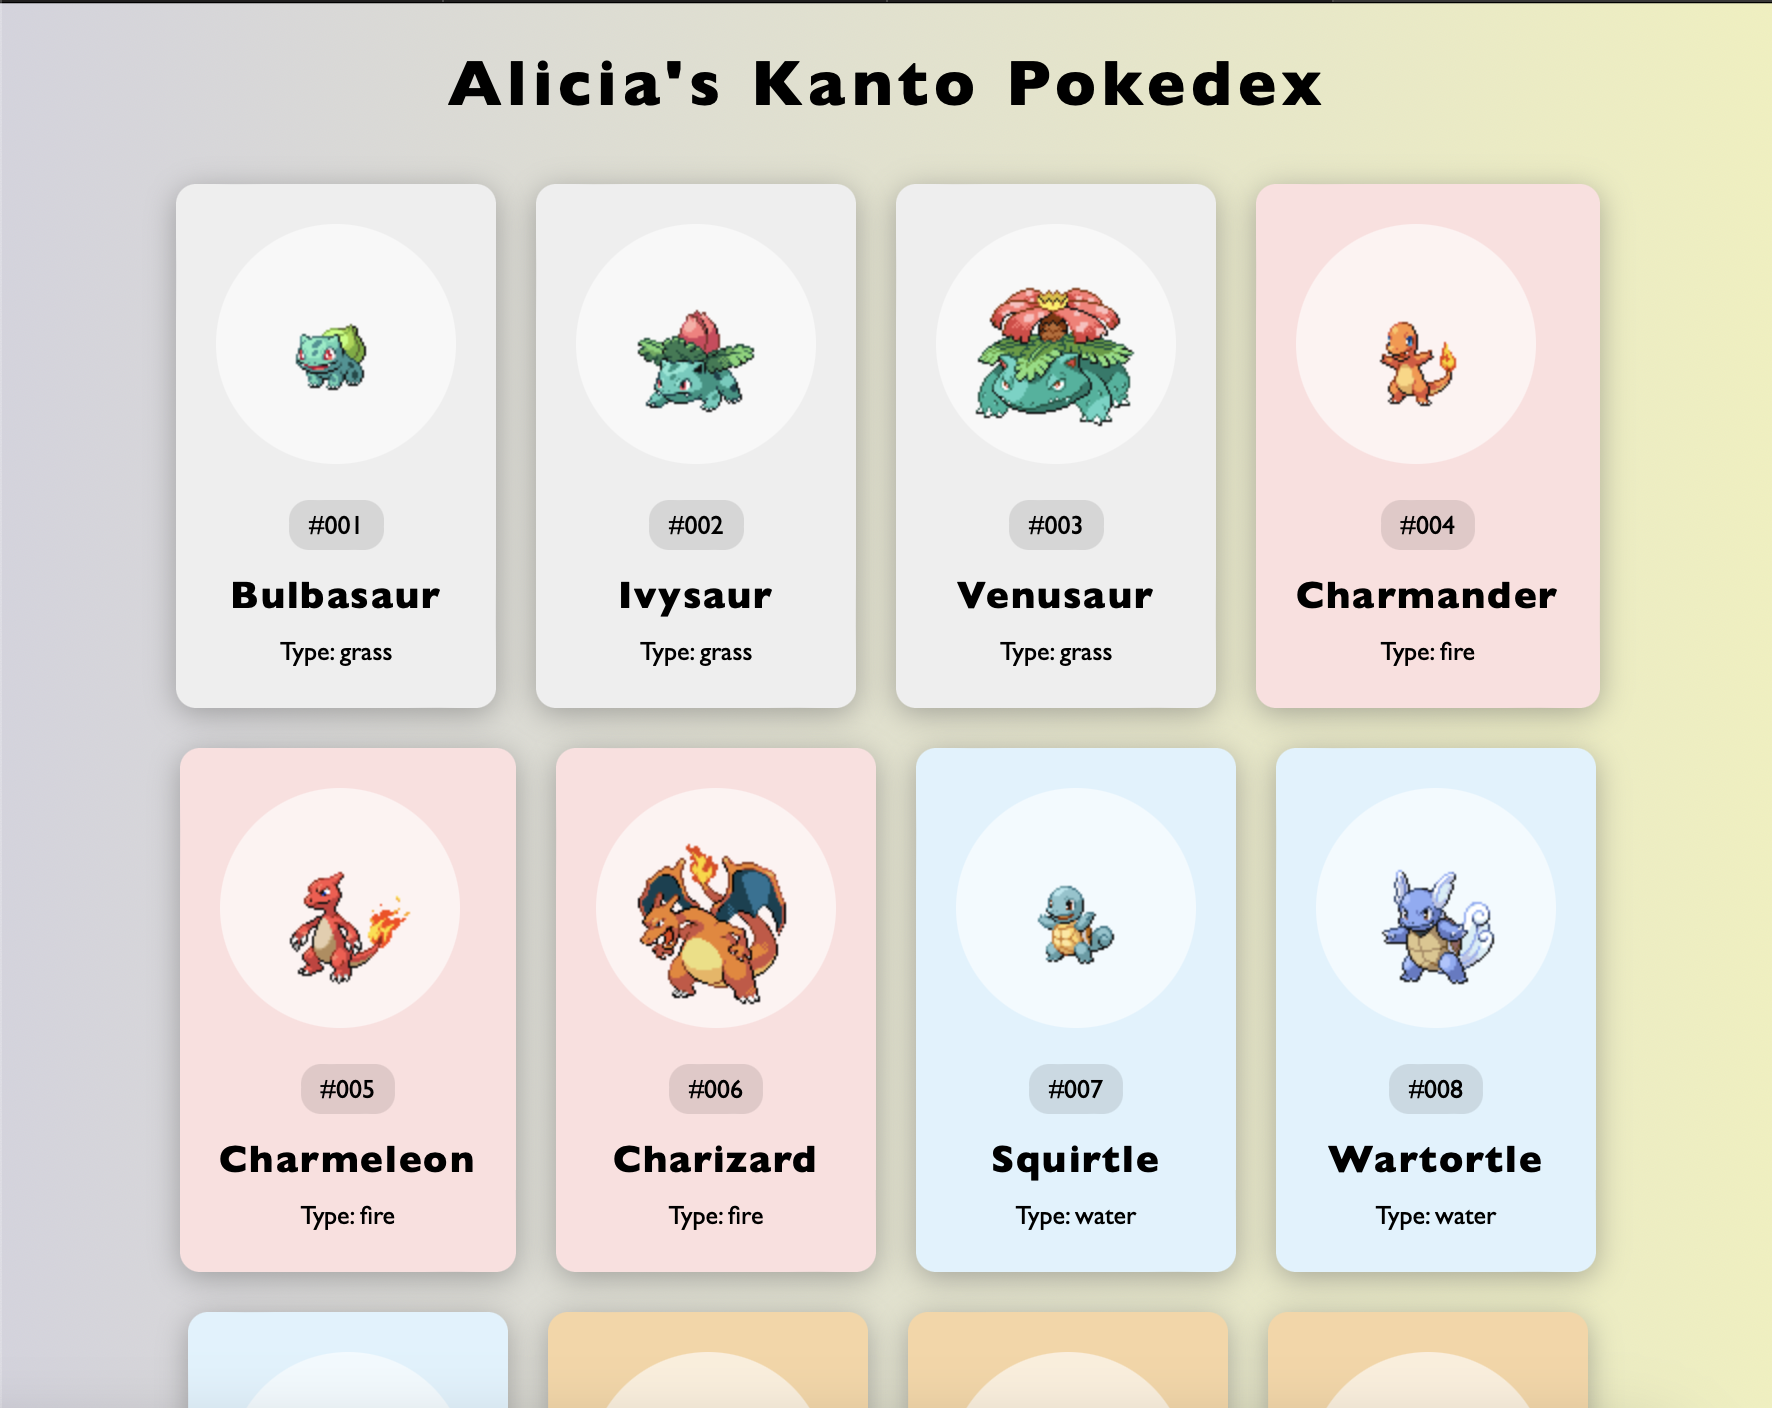 Alicia's Kanto Pokedex
#001
Bulbasaur
Type: grass
#002
Ivysaur
Type: grass
#003
Venusaur
Type: grass
#004
Charmander
Type: fire
#005
Charmeleon
Type: fire
#006
Charizard
Type: fire
#007
Squirtle
Type: water
#008
Wartortle
Type: water